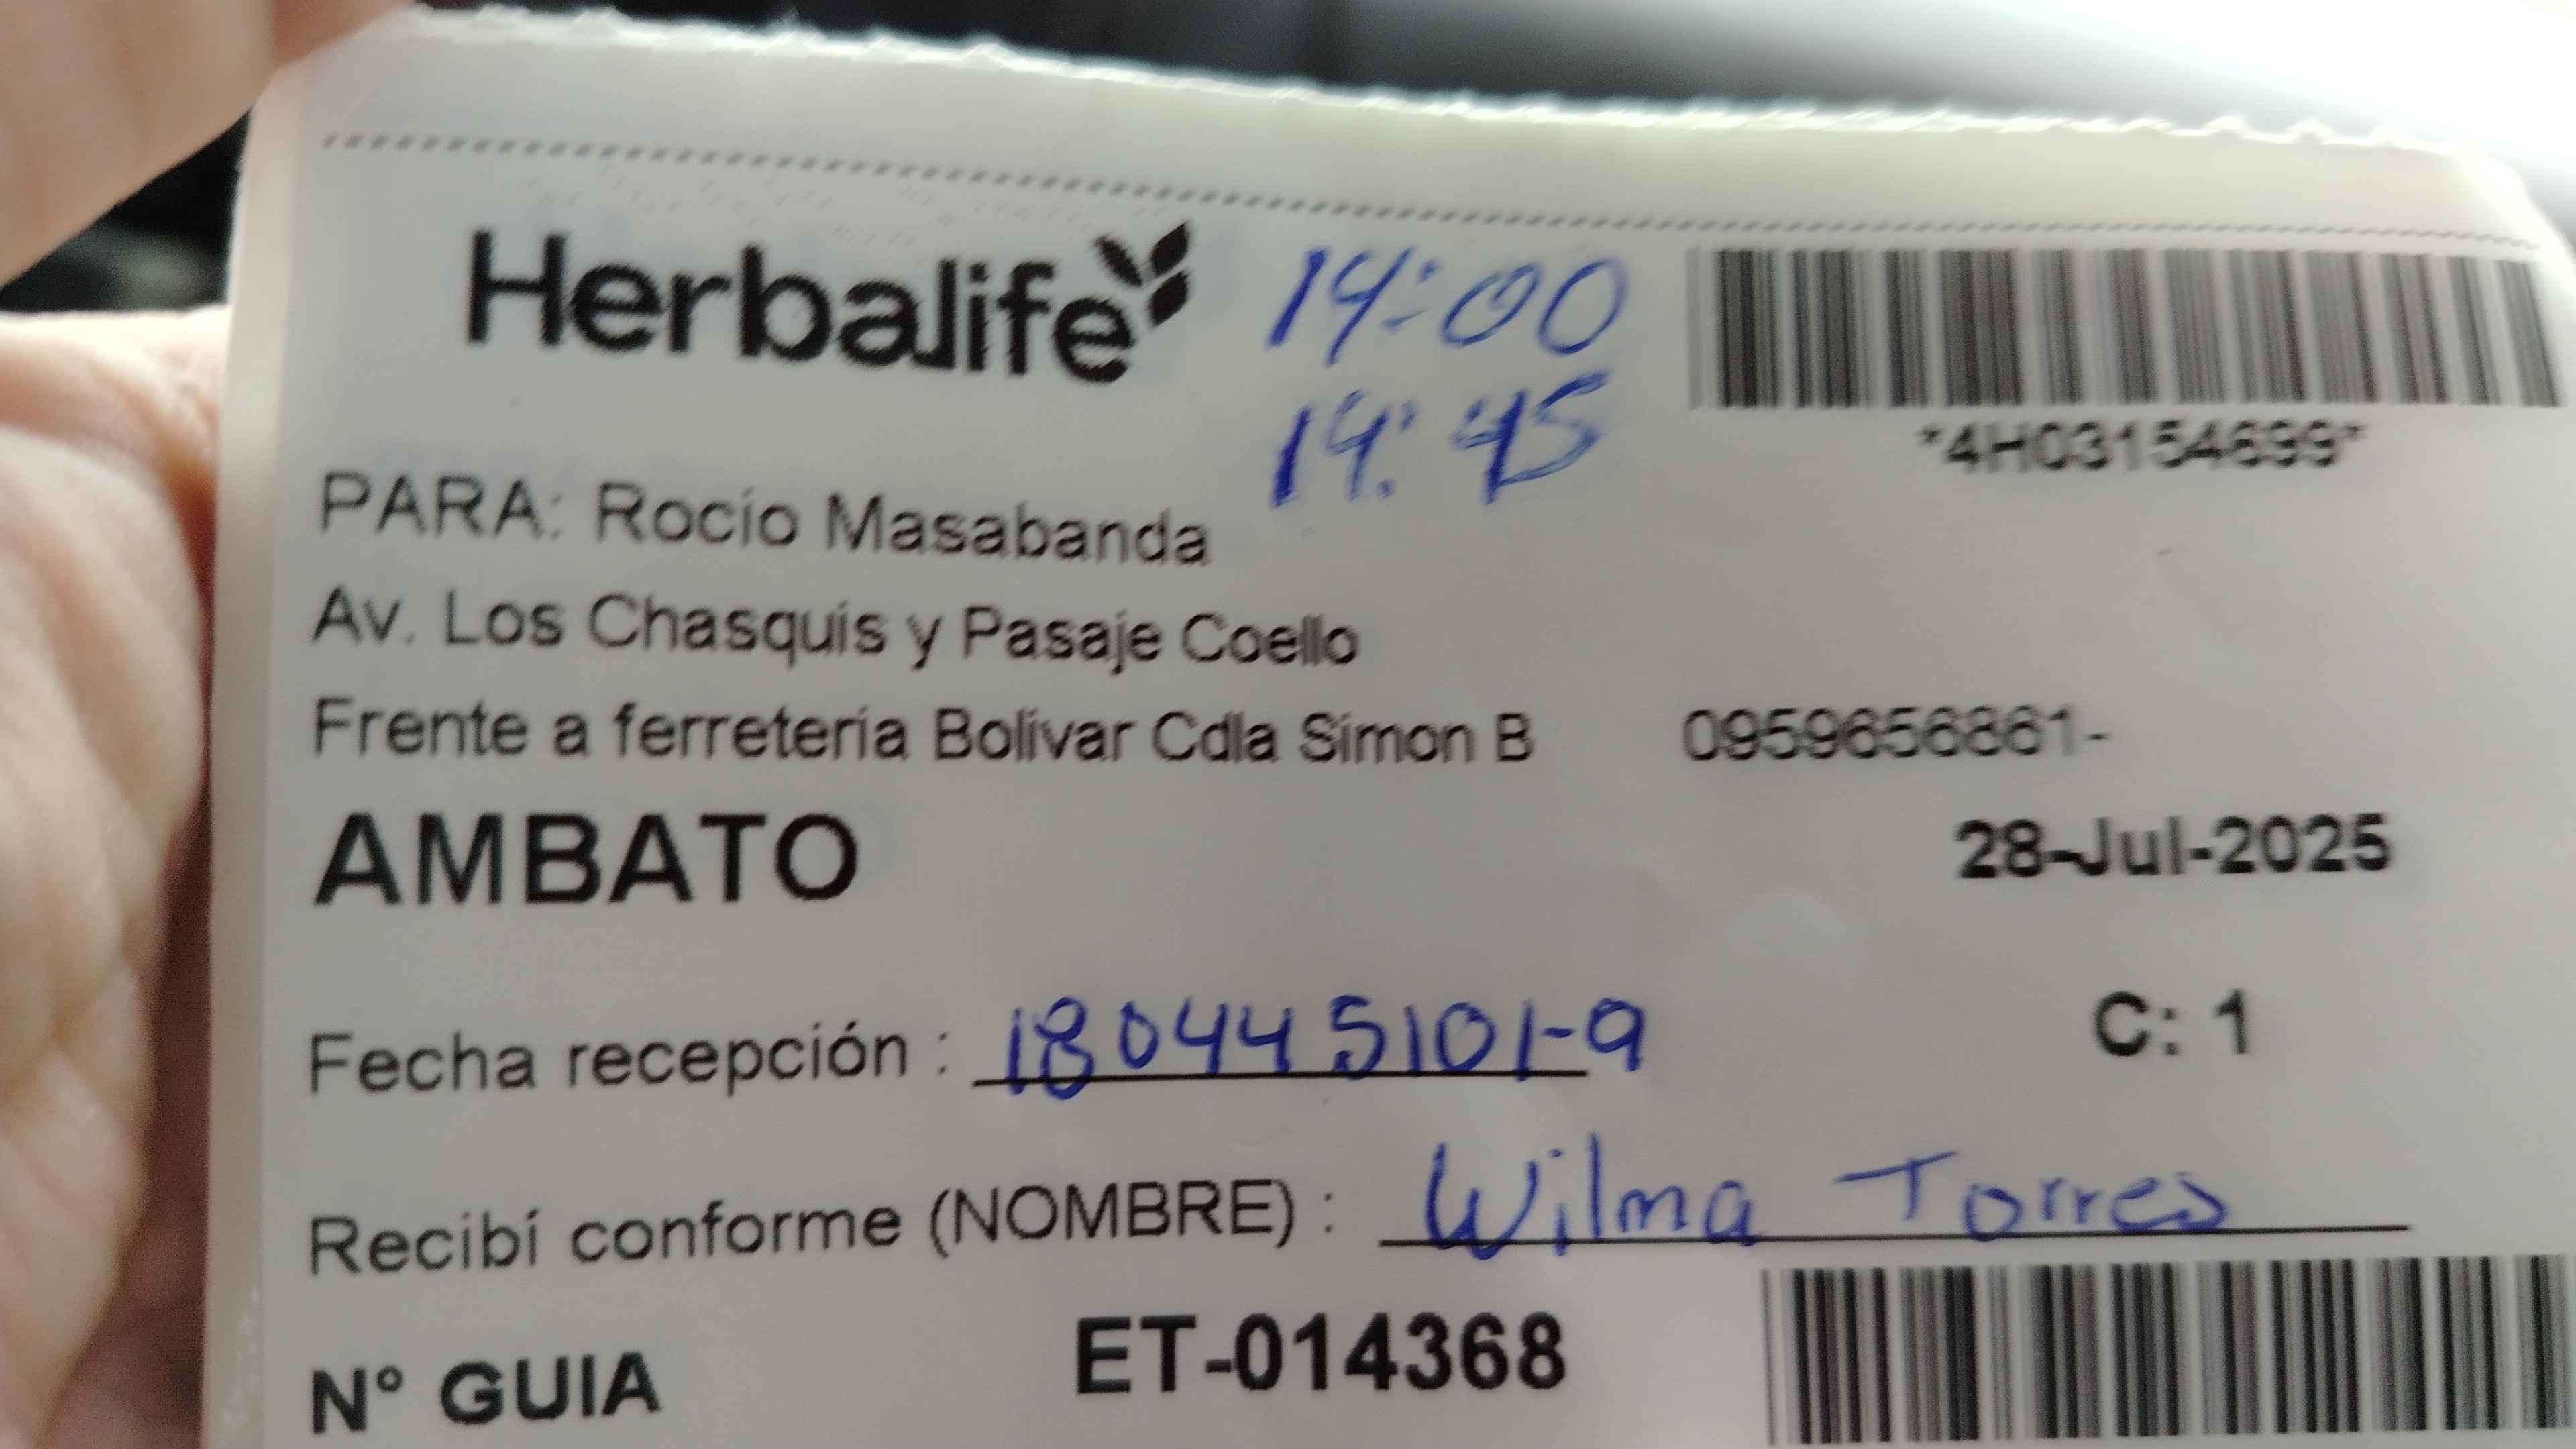 Herbalife 14:00
14:45
*4H03154699*
PARA: Rocio Masabanda
Av. Los Chasquis y Pasaje Coello
Frente a ferreteria Bolivar Cdla Simon B 0959656861-
AMBATO
28-Jul-2025
Fecha recepción : 180445101-9
C: 1
Recibí conforme (NOMBRE) : Wilma Torres
N° GUIA ET-014368